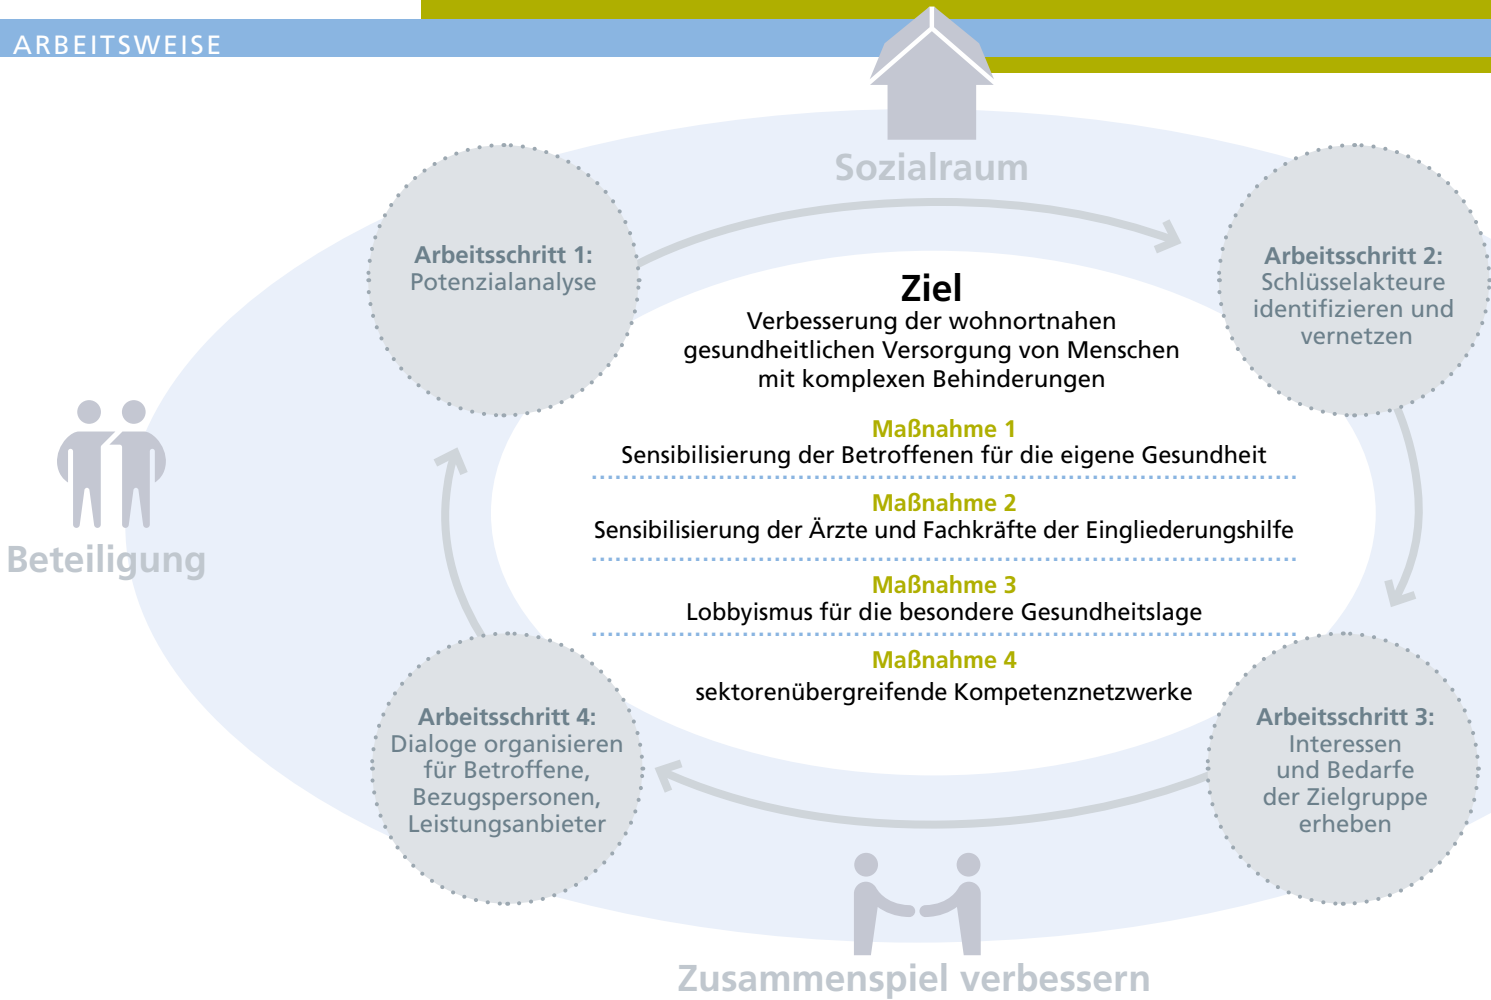 ARBEITSWEISE
Sozialraum
Arbeitsschritt 1:
Potenzialanalyse
Arbeitsschritt 2:
Schlüsselakteure
identifizieren und
vernetzen
Ziel
Verbesserung der wohnortnahen
gesundheitlichen Versorgung von Menschen
mit komplexen Behinderungen
Maßnahme 1
Sensibilisierung der Betroffenen für die eigene Gesundheit
Maßnahme 2
Sensibilisierung der Ärzte und Fachkräfte der Eingliederungshilfe
Maßnahme 3
Lobbyismus für die besondere Gesundheitslage
Maßnahme 4
sektorenübergreifende Kompetenznetzwerke
Beteiligung
Arbeitsschritt 4:
Dialoge organisieren
für Betroffene,
Bezugspersonen,
Leistungsanbieter
Arbeitsschritt 3:
Interessen
und Bedarfe
der Zielgruppe
erheben
Zusammenspiel verbessern